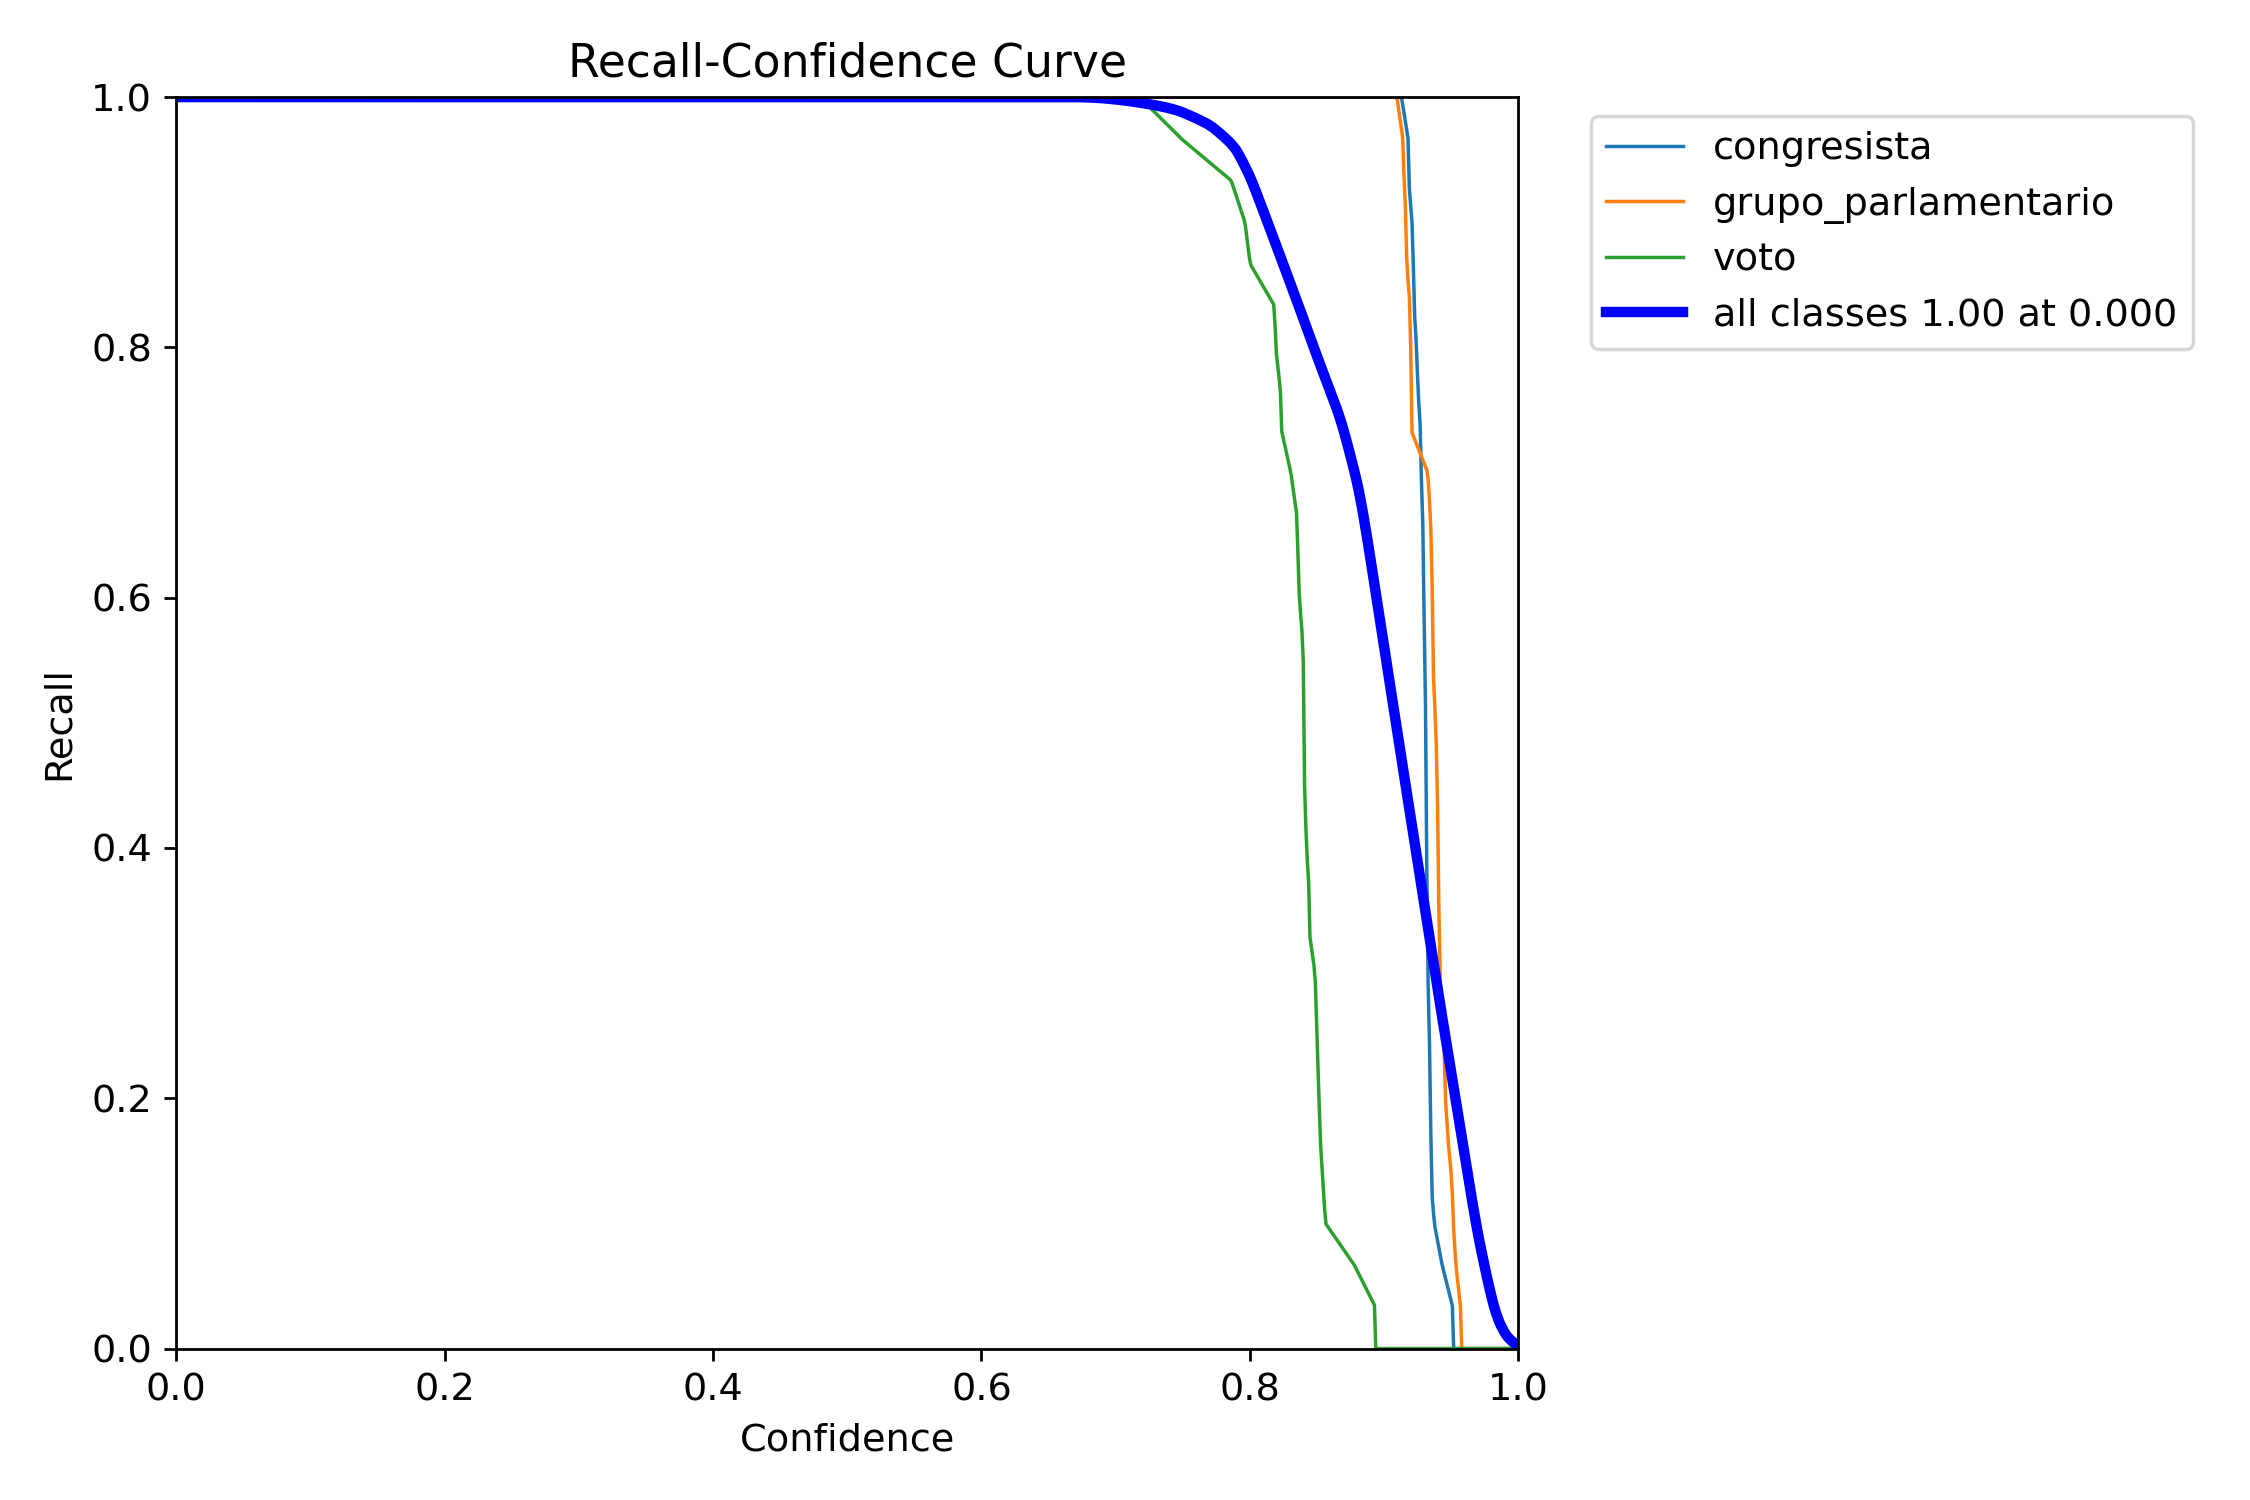 Recall-Confidence Curve
1.0
0.8
0.6
0.4
0.2
0.0
Recall
0.0 0.2 0.4 0.6 0.8 1.0
Confidence
congresista
grupo_parlamentario
voto
all classes 1.00 at 0.000